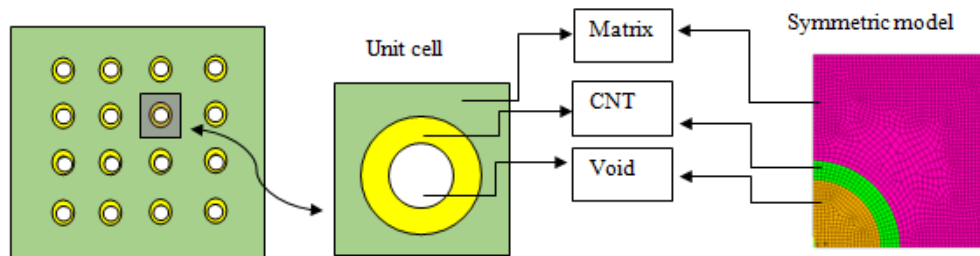 Unit cell
Matrix
Symmetric model
CNT
Void